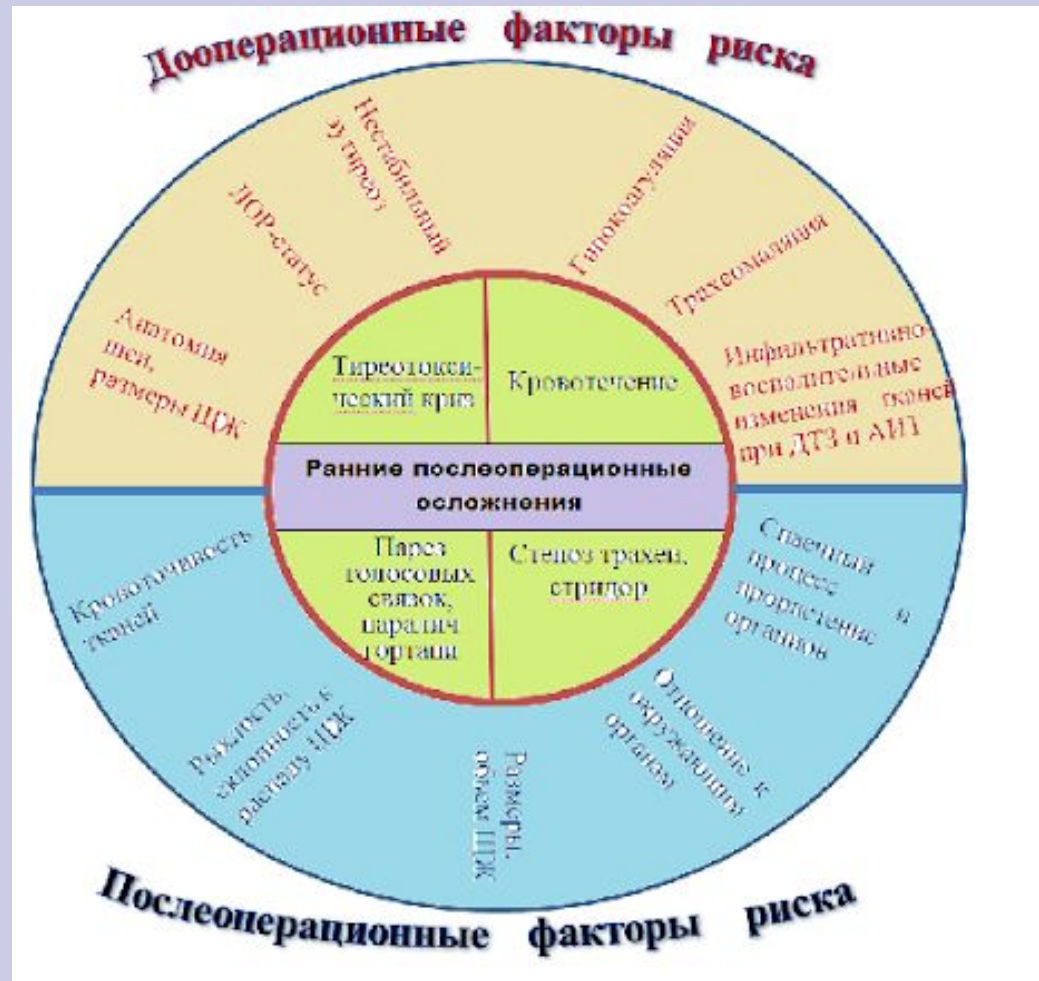 Дооперационные факторы риска
Анатомия
шеи,
размеры ЩЖ
ЛОР-статус
Нестабильный
эутиреоз
Гипокоагуляция
Трахеомаляция
Инфильтративно-
воспалительные
изменения тканей
при ДТЗ и АИТ
Тиреотокси-
ческий криз
Кровотечение
Ранние послеоперационные
осложнения
Парез
голосовых
связок,
паралич
гортани
Стеноз трахеи,
стридор
Кровоточивость
тканей
Рыхлость,
склонность к
распаду ЩЖ
Размеры,
объем ЩЖ
Отношение к
окружающим
органам
Спаечный
процесс и
прорастение
органов
Послеоперационные факторы риска